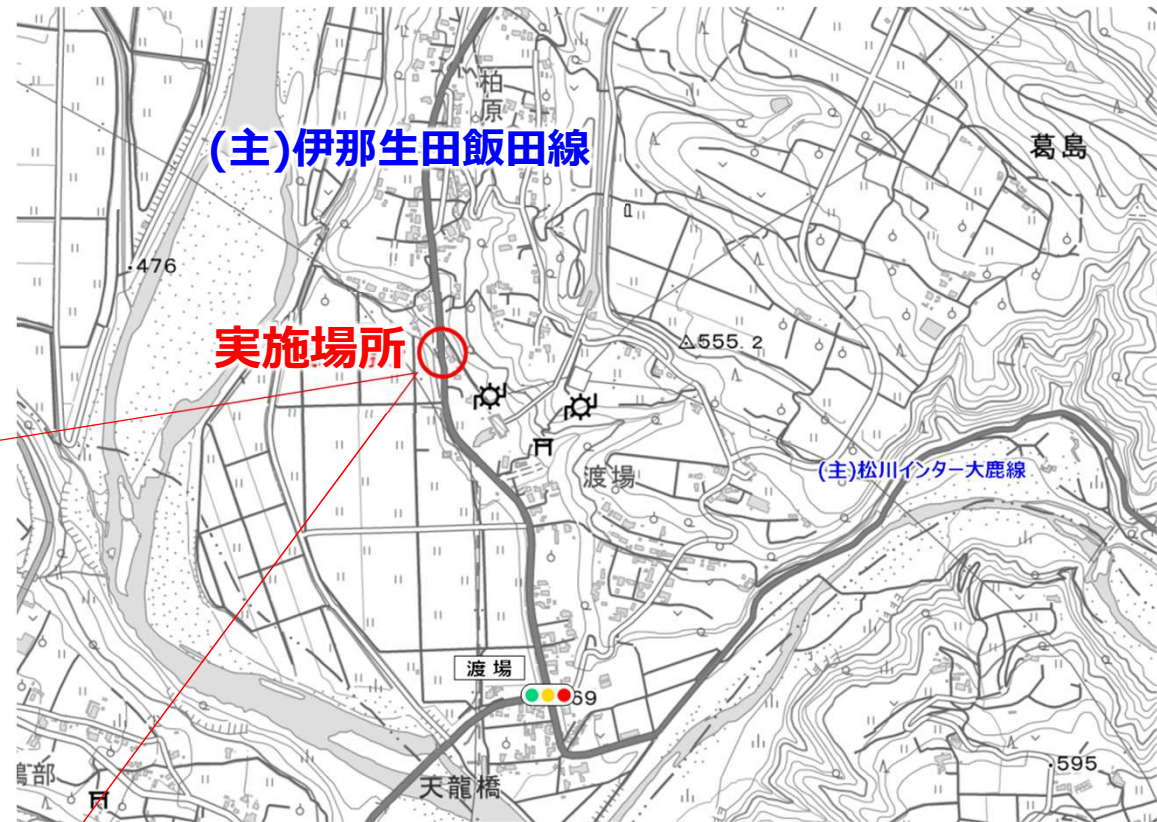 柏原
(主)伊那生田飯田線
葛島
476
実施場所
555.2
渡場
(主)松川インター大鹿線
渡場
69
595
天龍橋
部